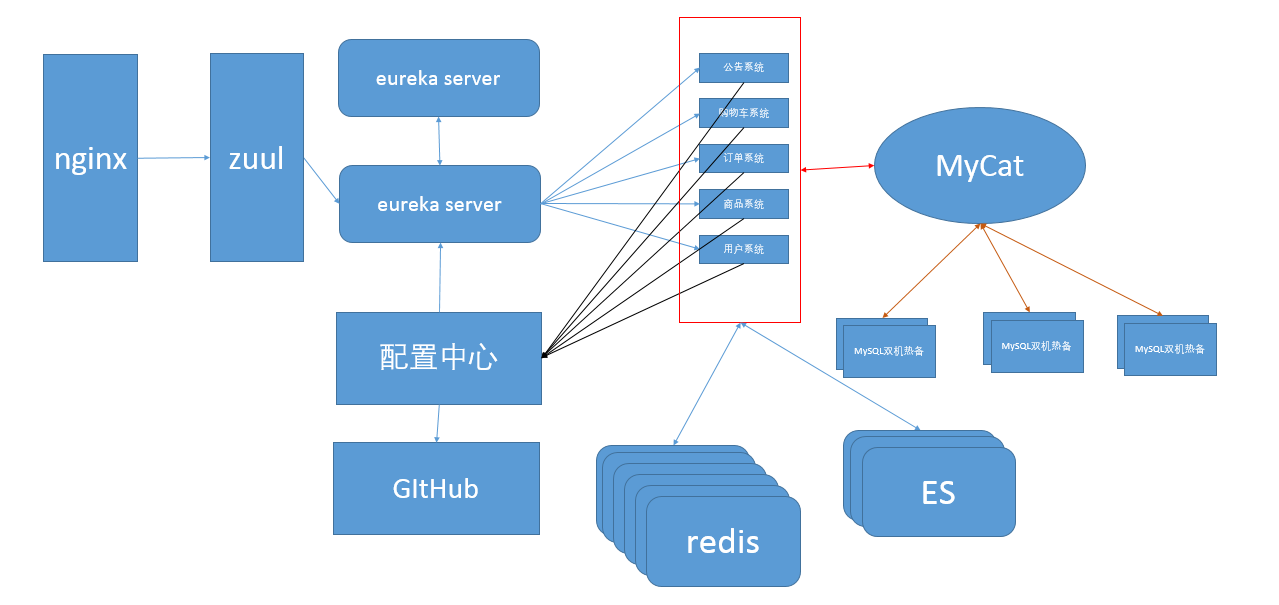 nginx
zuul
eureka server
eureka server
配置中心
GItHub
公告系统
购物车系统
订单系统
商品系统
用户系统
MyCat
MySQL双机热备
MySQL双机热备
MySQL双机热备
redis
ES